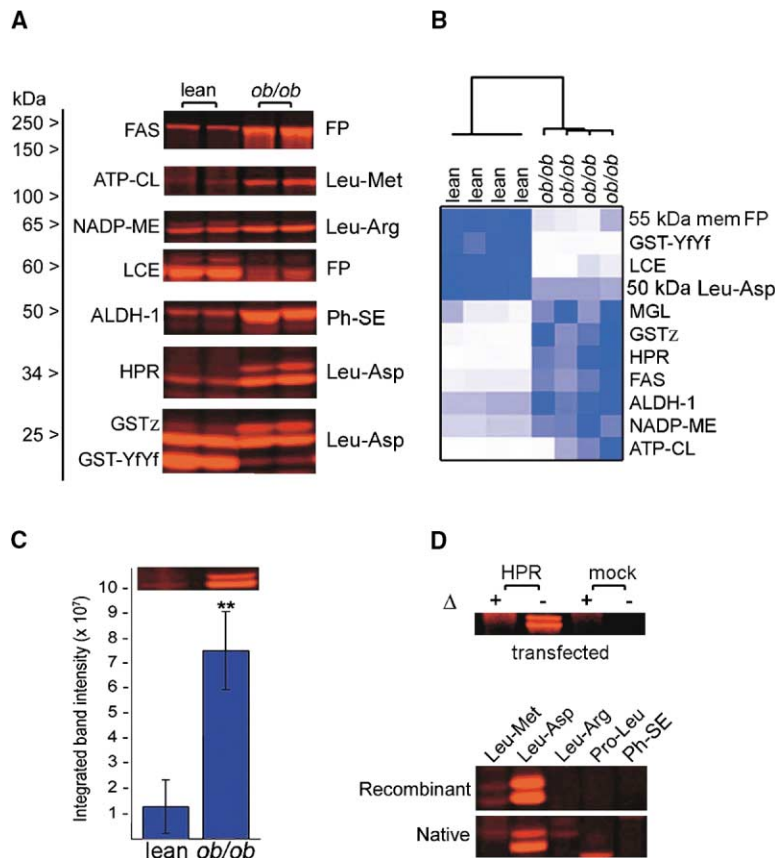 A
lean ob/ob
kDa
250 >
150 >
100 >
65 >
60 >
50 >
34 >
25 >
FAS FP
ATP-CL Leu-Met
NADP-ME Leu-Arg
LCE FP
ALDH-1 Ph-SE
HPR Leu-Asp
GSTz
GST-YfYf
Leu-Asp
B
lean lean lean lean ob/ob ob/ob ob/ob ob/ob
55 kDa mem FP
GST-YfYf
LCE
50 kDa Leu-Asp
MGL
GSTz
HPR
FAS
ALDH-1
NADP-ME
ATP-CL
C
Integrated band intensity (x 10⁷)
10 -
9 -
8 -
7 -
6 -
5 -
4 -
3 -
2 -
1 -
**
lean ob/ob
D
HPR mock
Δ + - + -
transfected
Leu-Met Leu-Asp Leu-Arg Pro-Leu Ph-SE
Recombinant
Native